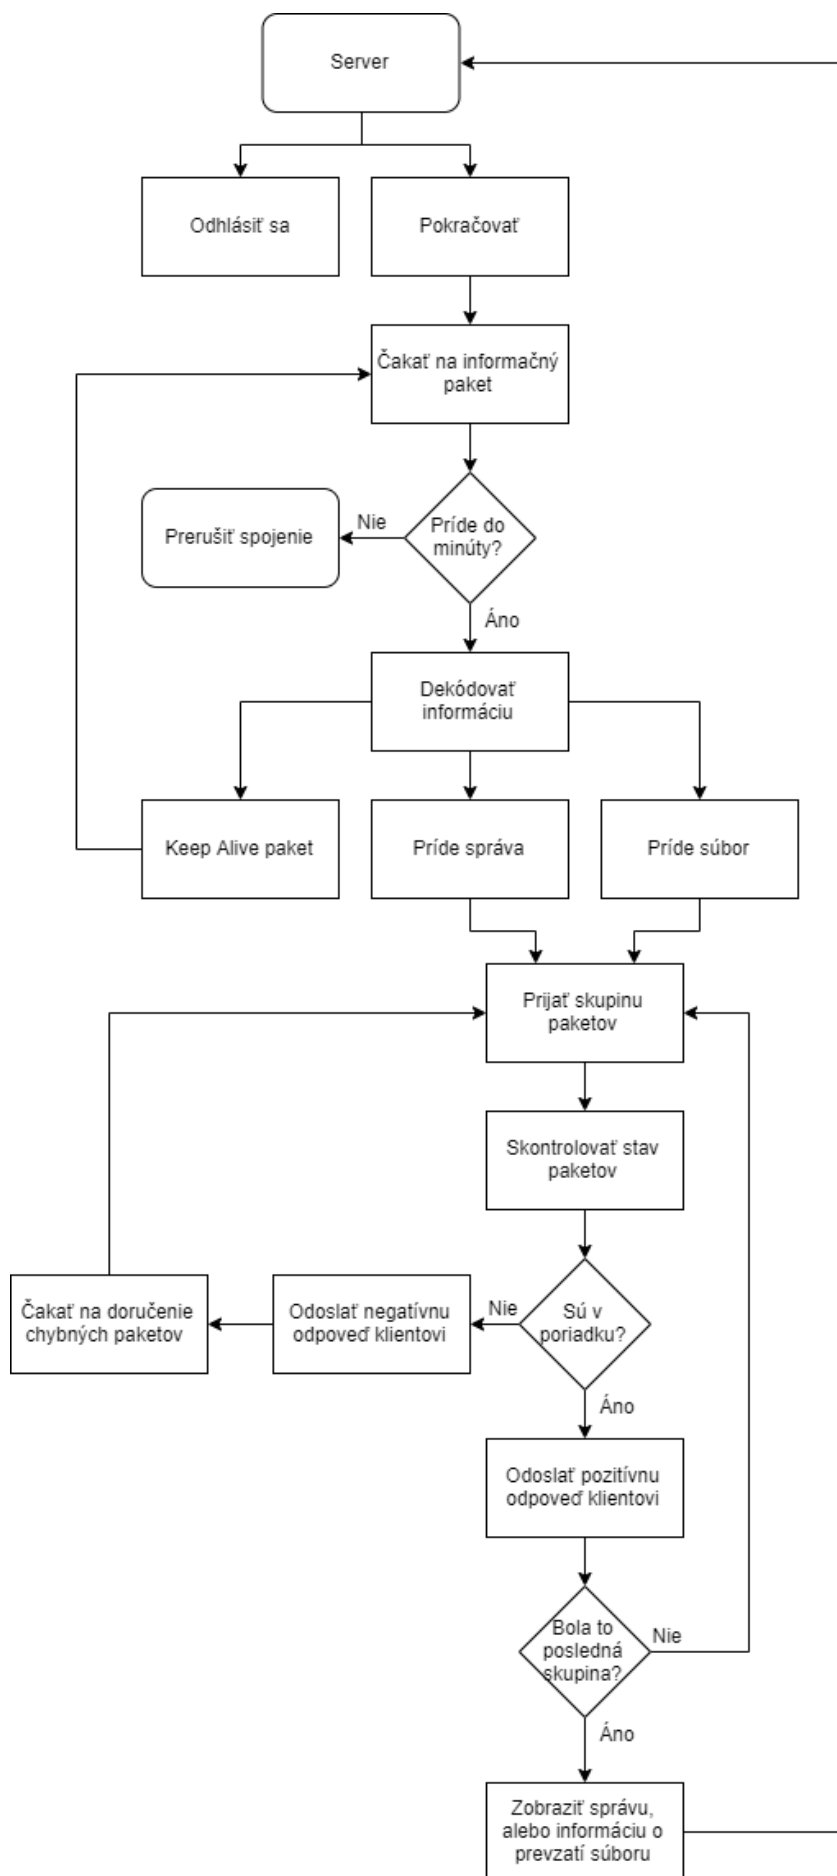 Server
Odhlásiť sa
Pokračovať
Čakať na informačný
paket
Príde do
minúty?
Nie
Prerušiť spojenie
Áno
Dekódovať
informáciu
Keep Alive paket
Príde správa
Príde súbor
Prijať skupinu
paketov
Skontrolovať stav
paketov
Sú v
poriadku?
Nie
Odoslať negatívnu
odpoveď klientovi
Čakať na doručenie
chybných paketov
Áno
Odoslať pozitívnu
odpoveď klientovi
Bola to
posledná
skupina?
Nie
Áno
Zobraziť správu,
alebo informáciu o
prevzatí súboru